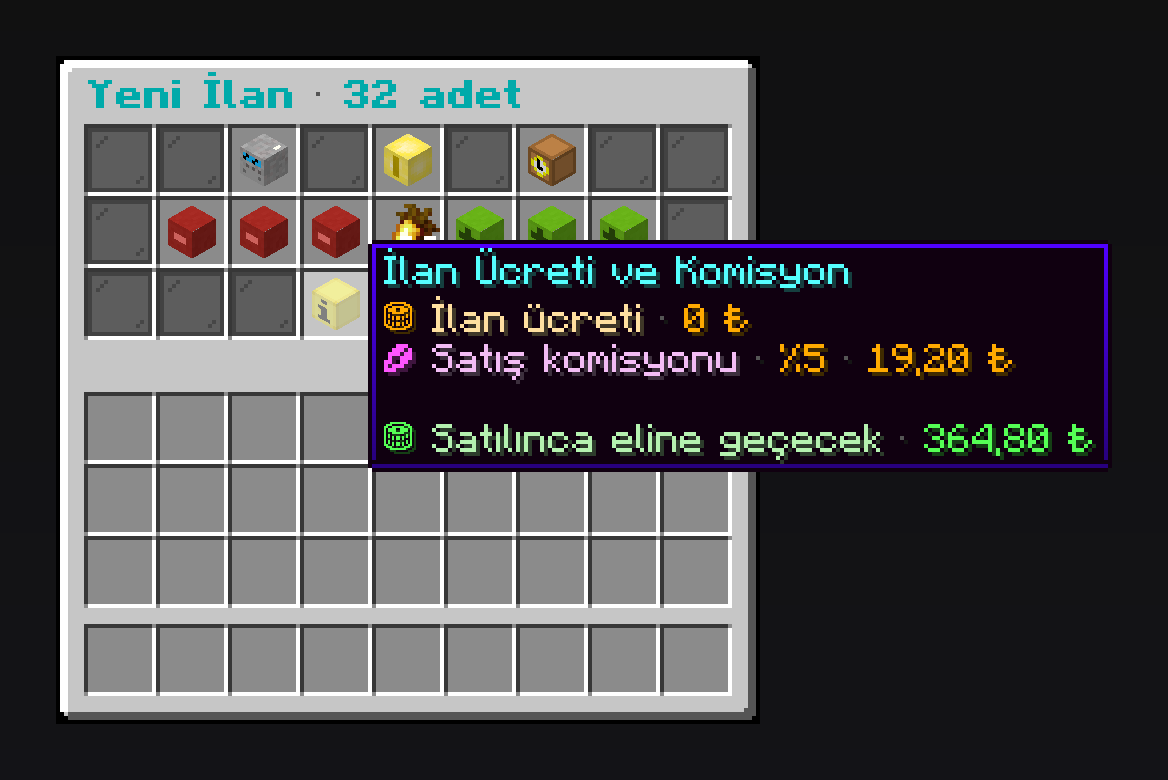 Yeni İlan · 32 adet
İlan Ücreti ve Komisyon
İlan ücreti · 0 ₺
Satış komisyonu · %5 · 19,20 ₺
Satılınca eline geçecek · 364,80 ₺